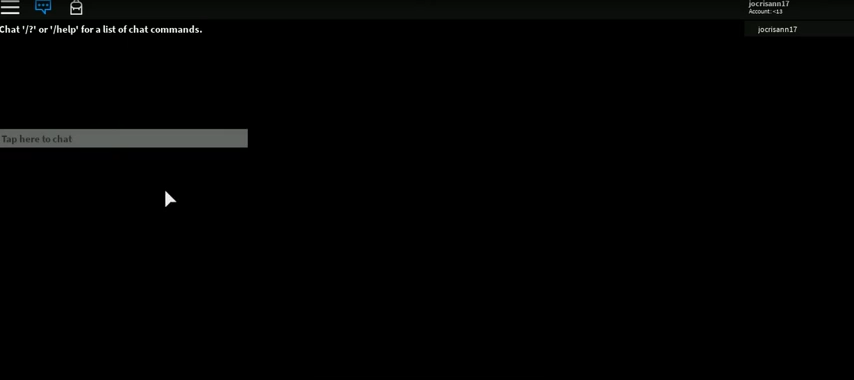 jocrisann17
Account: <13
Chat '/?' or '/help' for a list of chat commands.
jocrisann17
Tap here to chat